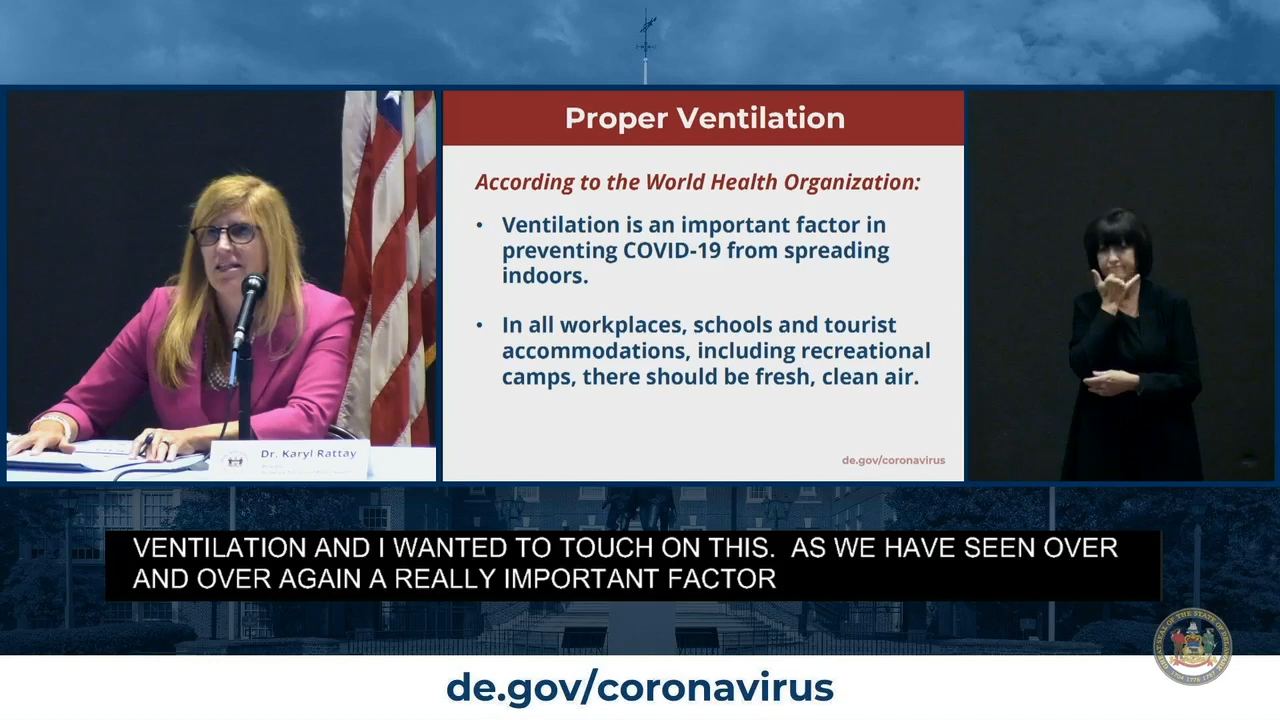 Proper Ventilation
According to the World Health Organization:
• Ventilation is an important factor in
preventing COVID-19 from spreading
indoors.
• In all workplaces, schools and tourist
accommodations, including recreational
camps, there should be fresh, clean air.
de.gov/coronavirus
Dr. Karyl Rattay
VENTILATION AND I WANTED TO TOUCH ON THIS.  AS WE HAVE SEEN OVER
AND OVER AGAIN A REALLY IMPORTANT FACTOR
de.gov/coronavirus